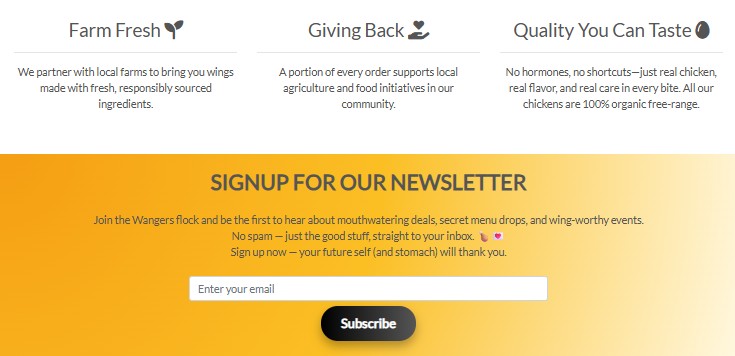 Farm Fresh
We partner with local farms to bring you wings
made with fresh, responsibly sourced
ingredients.
Giving Back
A portion of every order supports local
agriculture and food initiatives in our
community.
Quality You Can Taste
No hormones, no shortcuts—just real chicken,
real flavor, and real care in every bite. All our
chickens are 100% organic free-range.
SIGNUP FOR OUR NEWSLETTER
Join the Wangers flock and be the first to hear about mouthwatering deals, secret menu drops, and wing-worthy events.
No spam — just the good stuff, straight to your inbox. 🍗 💌
Sign up now — your future self (and stomach) will thank you.
Enter your email
Subscribe